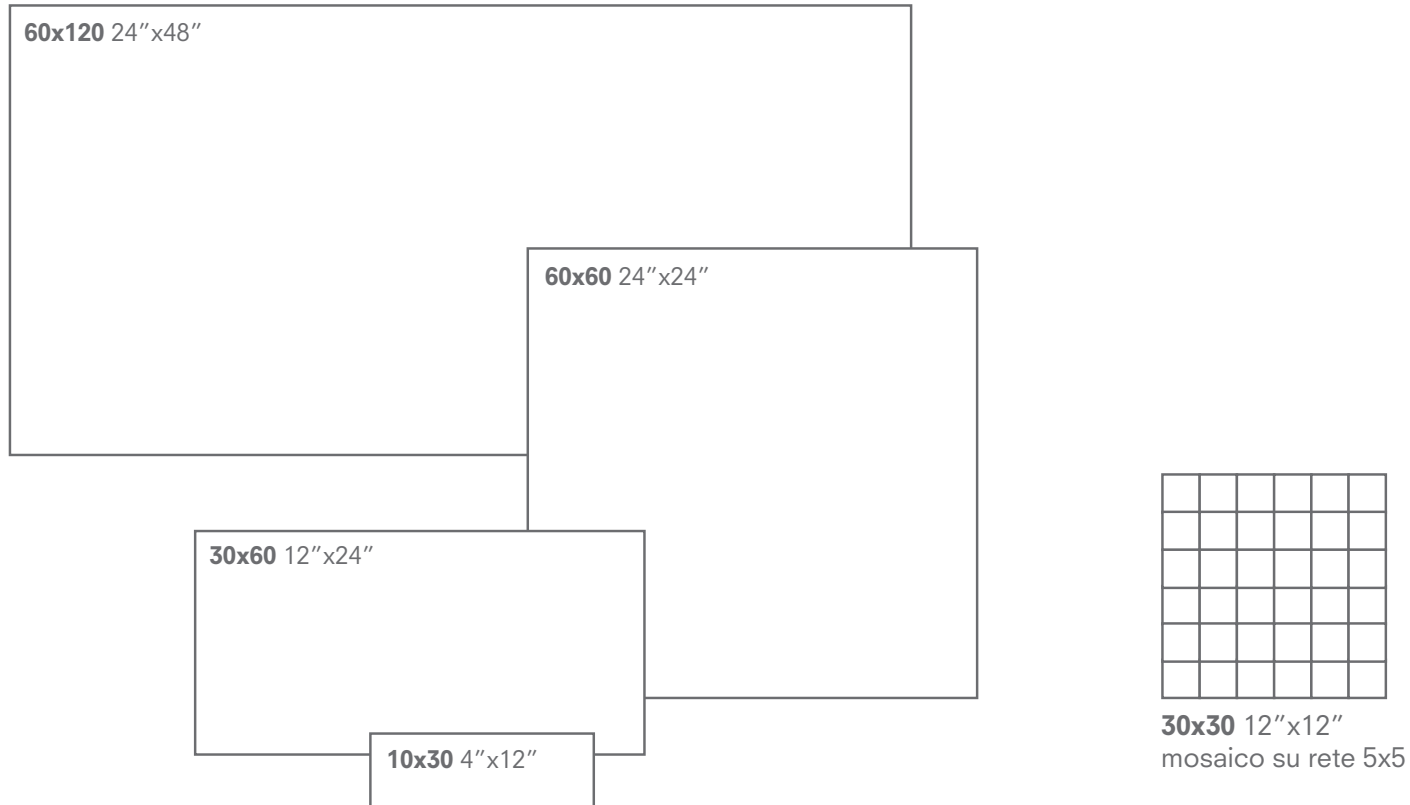 60x120 24″x48″
60x60 24″x24″
30x60 12″x24″
10x30 4″x12″
30x30 12″x12″
mosaico su rete 5x5